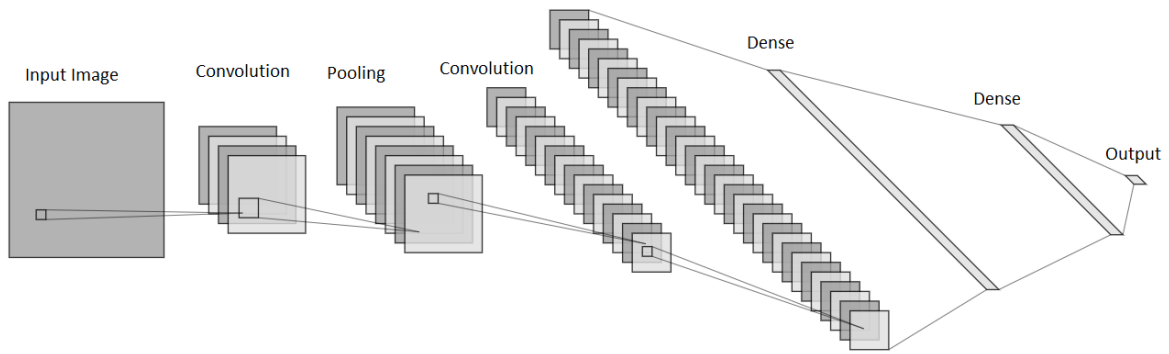 Input Image
Convolution
Pooling
Convolution
Dense
Dense
Output